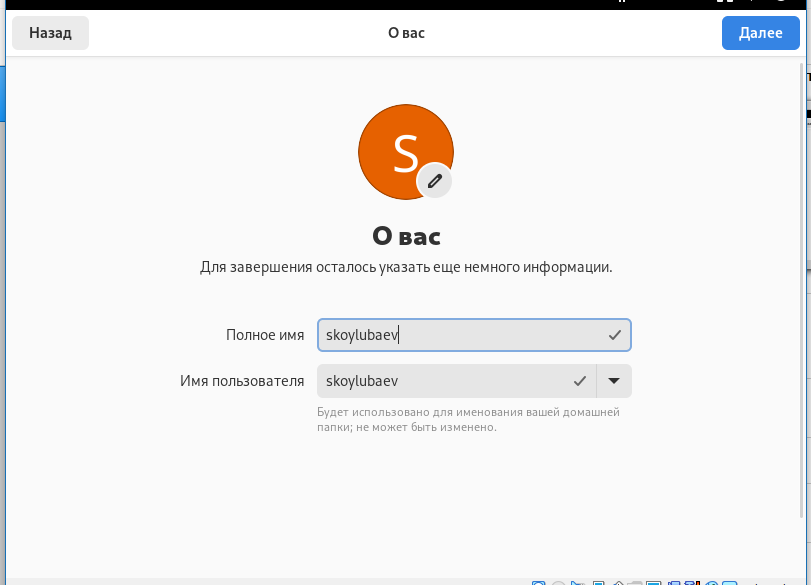 Назад
О вас
Далее
S
О вас
Для завершения осталось указать еще немного информации.
Полное имя
skoylubaev
Имя пользователя
skoylubaev
Будет использовано для именования вашей домашней
папки; не может быть изменено.